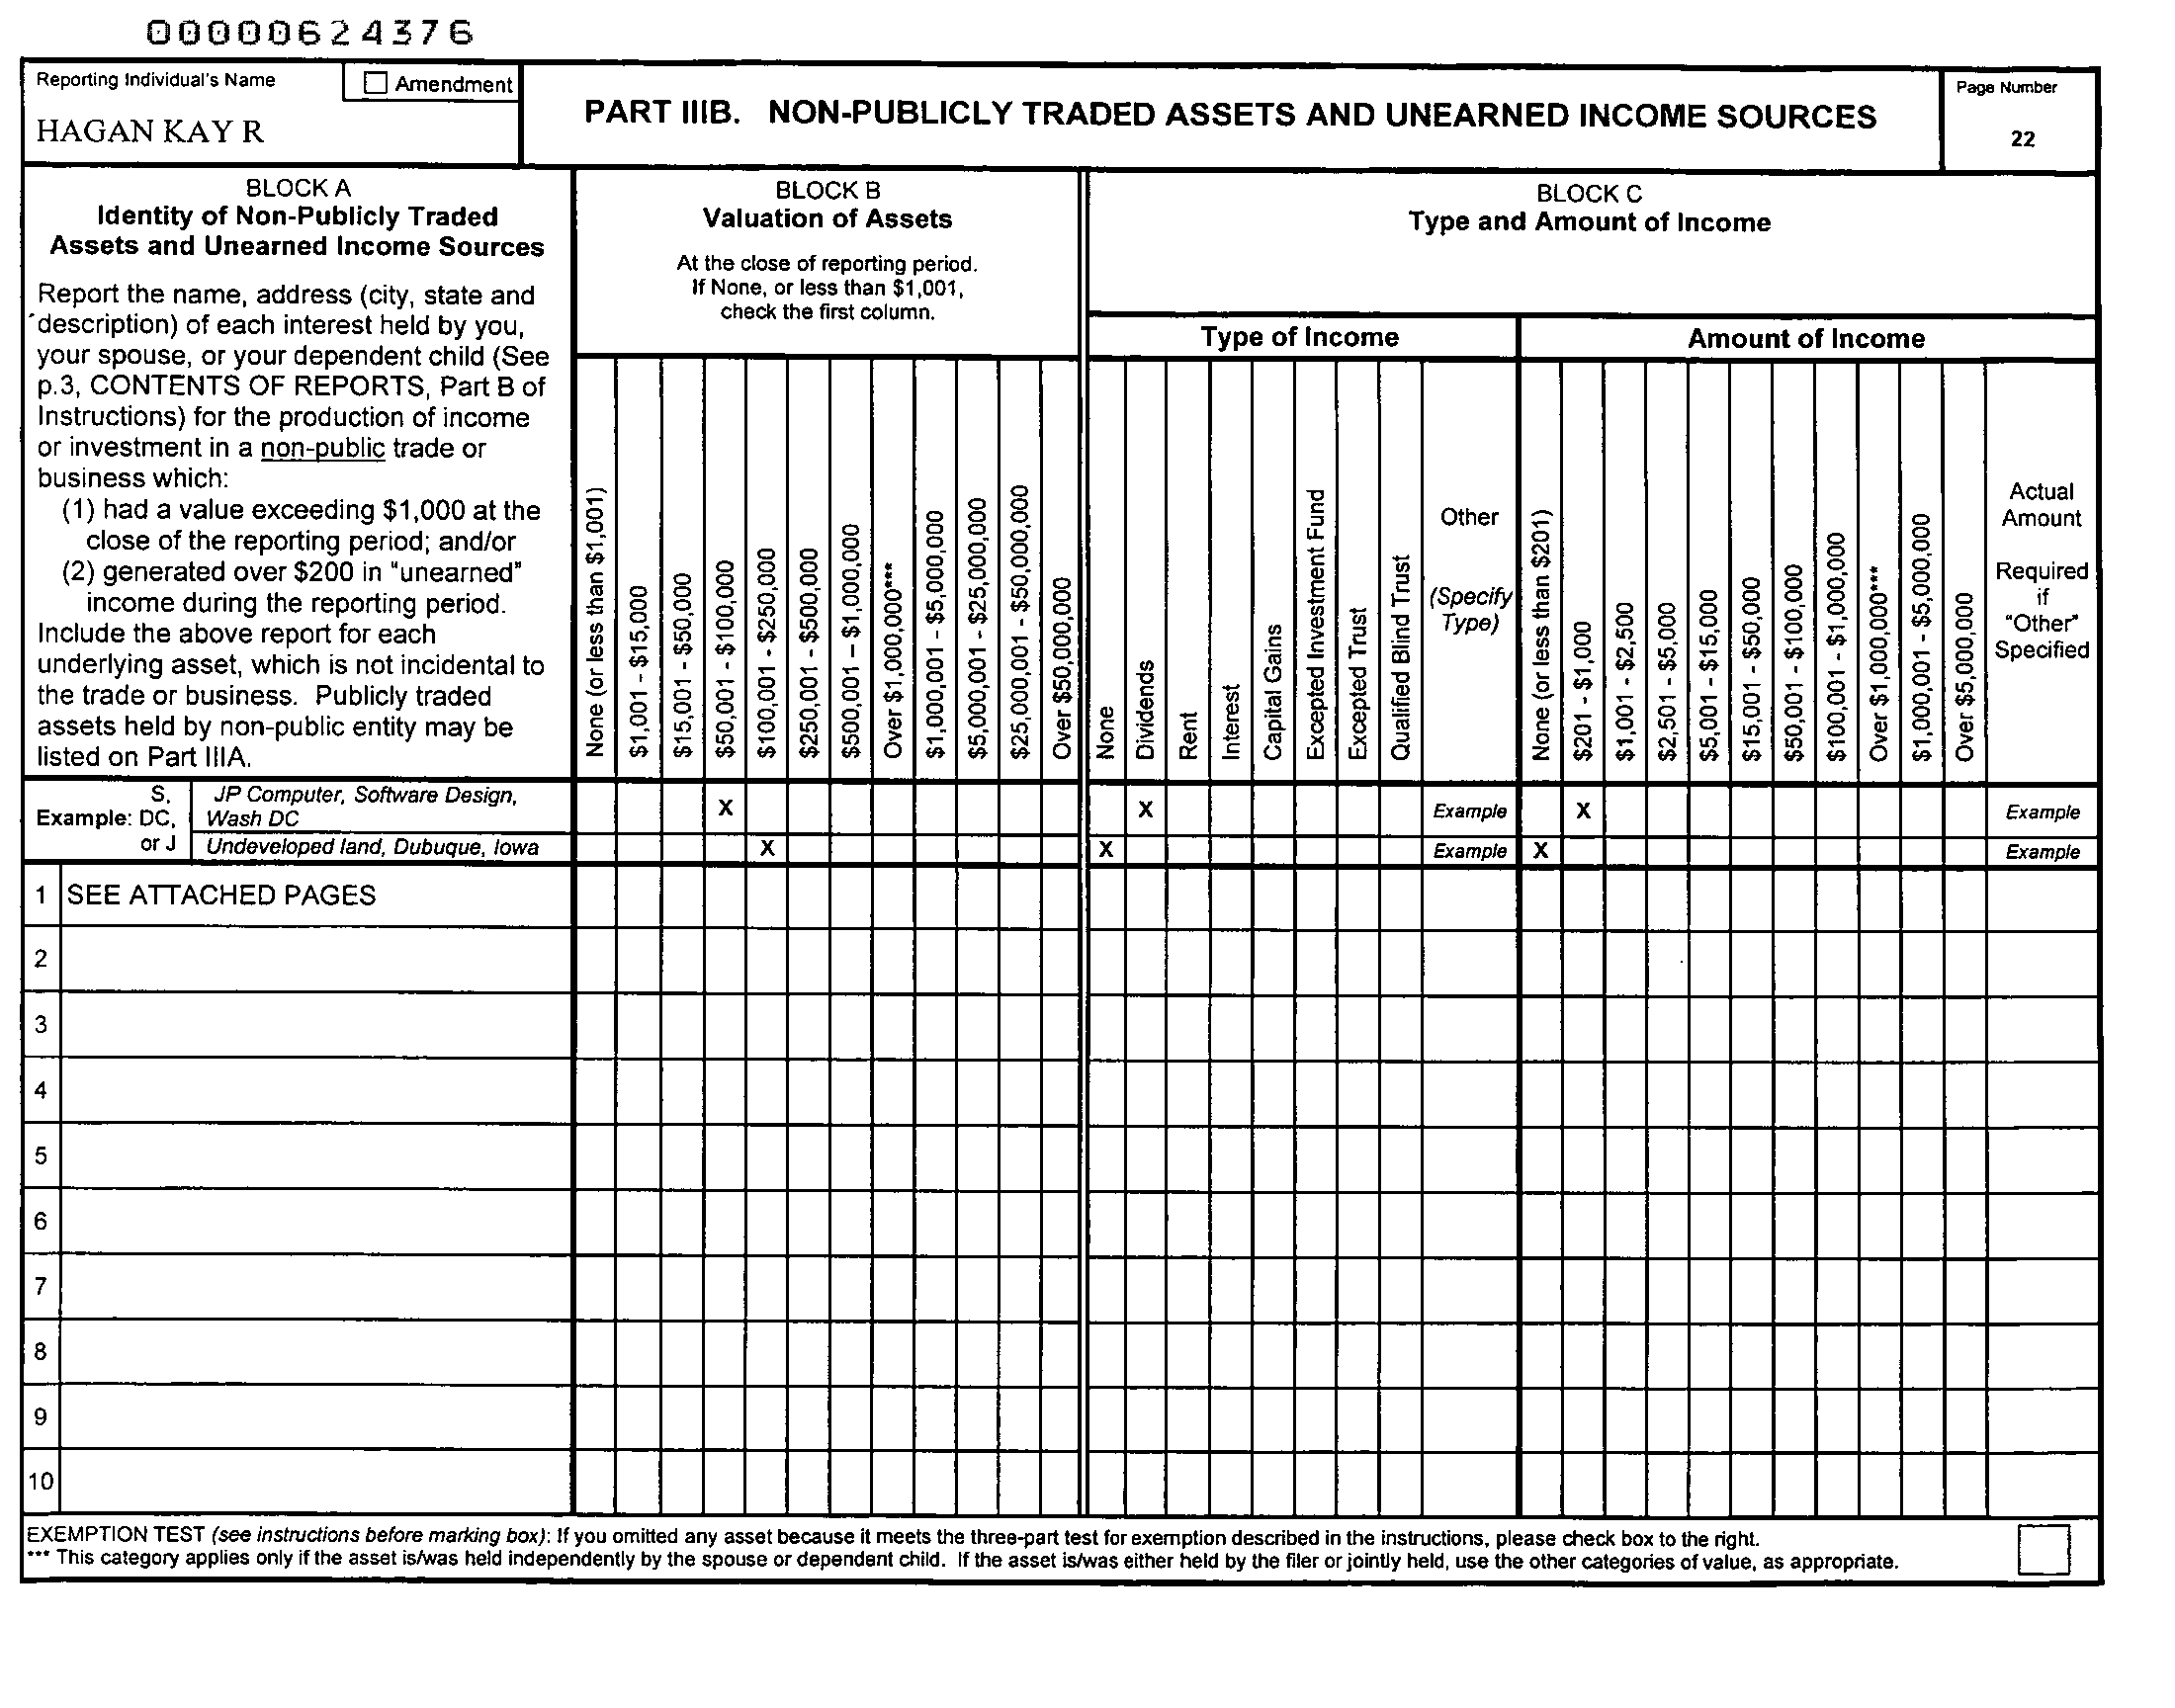 00000624376
Reporting Individual's Name
Amendment
HAGAN KAY R
PART IIIB. NON-PUBLICLY TRADED ASSETS AND UNEARNED INCOME SOURCES
Page Number
22
BLOCK A
Identity of Non-Publicly Traded
Assets and Unearned Income Sources
Report the name, address (city, state and
description) of each interest held by you,
your spouse, or your dependent child (See
p.3, CONTENTS OF REPORTS, Part B of
Instructions) for the production of income
or investment in a non-public trade or
business which:
(1) had a value exceeding $1,000 at the
close of the reporting period; and/or
(2) generated over $200 in "unearned"
income during the reporting period.
Include the above report for each
underlying asset, which is not incidental to
the trade or business. Publicly traded
assets held by non-public entity may be
listed on Part IIIA.
BLOCK B
Valuation of Assets
At the close of reporting period.
If None, or less than $1,001,
check the first column.
None (or less than $1,001)
$1,001 - $15,000
$15,001 - $50,000
$50,001 - $100,000
$100,001 - $250,000
$250,001 - $500,000
$500,001 – $1,000,000
Over $1,000,000***
$1,000,001 - $5,000,000
$5,000,001 - $25,000,000
$25,000,001 - $50,000,000
Over $50,000,000
BLOCK C
Type and Amount of Income
Type of Income
None
Dividends
Rent
Interest
Capital Gains
Excepted Investment Fund
Excepted Trust
Qualified Blind Trust
Other
(Specify
Type)
Amount of Income
None (or less than $201)
$201 - $1,000
$1,001 - $2,500
$2,501 - $5,000
$5,001 - $15,000
$15,001 - $50,000
$50,001 - $100,000
$100,001 - $1,000,000
Over $1,000,000***
$1,000,001 - $5,000,000
Over $5,000,000
Actual
Amount
Required
if
"Other"
Specified
S,
Example: DC,
or J
JP Computer, Software Design,
Wash DC
X
X
Example
X
Example
Undeveloped land, Dubuque, Iowa
X
X
Example
X
Example
1 SEE ATTACHED PAGES
2
3
4
5
6
7
8
9
10
EXEMPTION TEST (see instructions before marking box): If you omitted any asset because it meets the three-part test for exemption described in the instructions, please check box to the right.
*** This category applies only if the asset is/was held independently by the spouse or dependent child. If the asset is/was either held by the filer or jointly held, use the other categories of value, as appropriate.